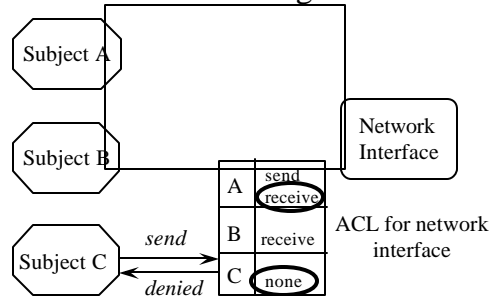 Subject A
Subject B
Subject C
Network
Interface
A
send
receive
B
receive
C
none
ACL for network
interface
send
denied